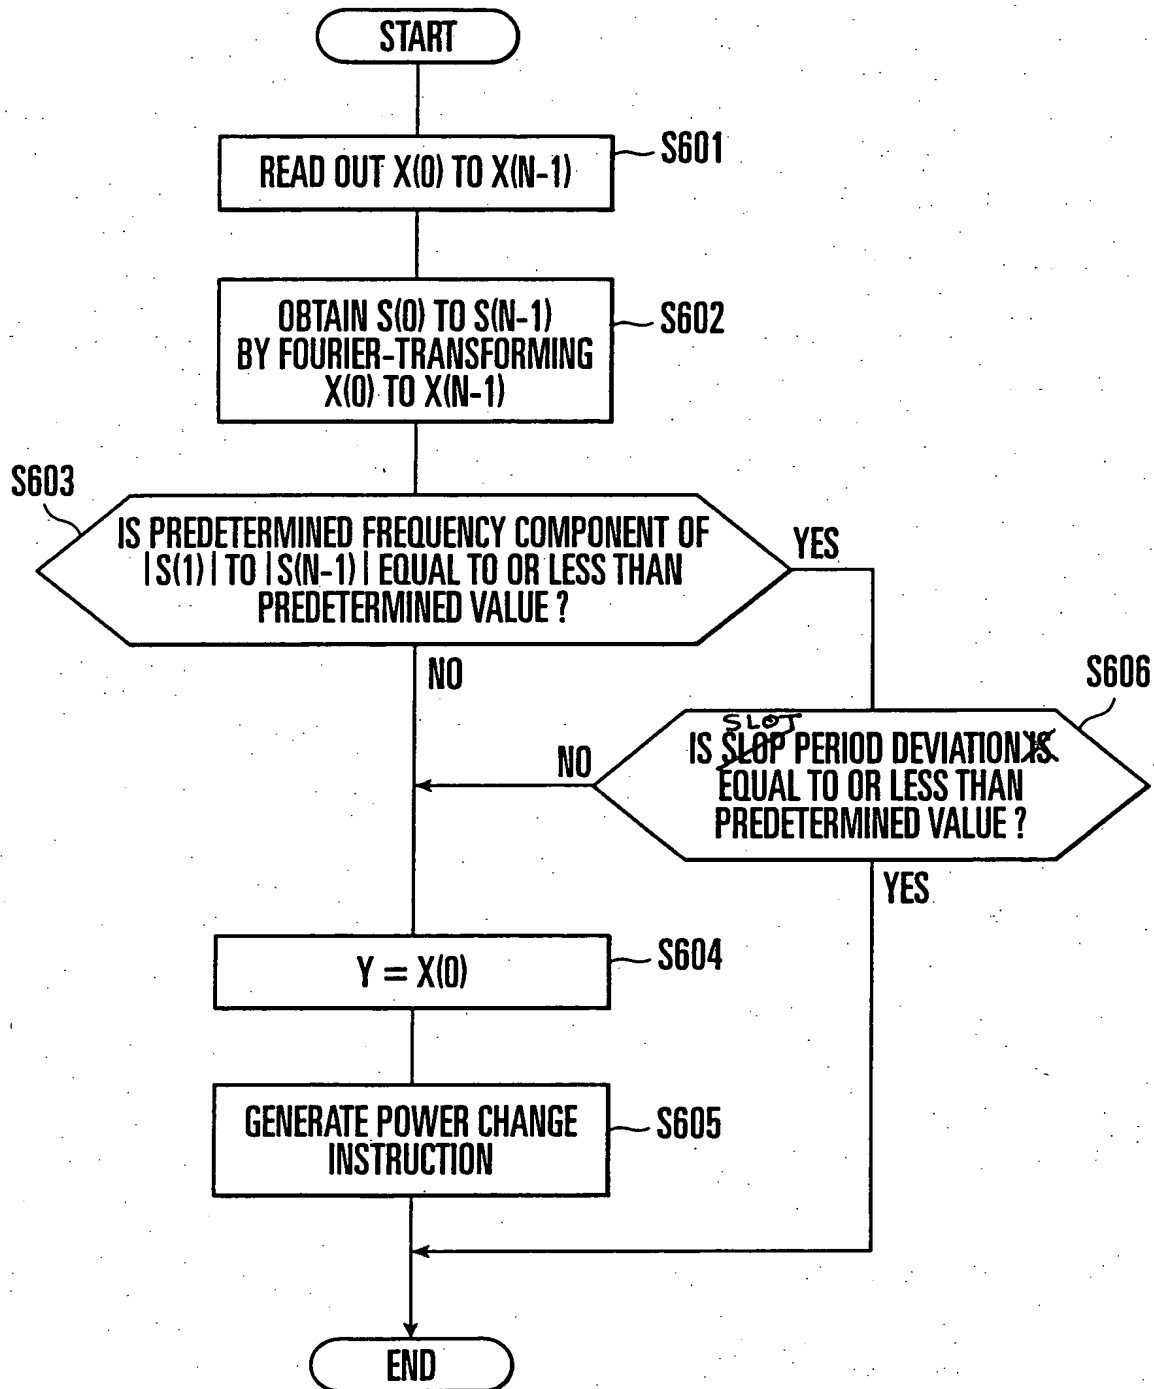 START
READ OUT X(0) TO X(N-1)
S601
OBTAIN S(0) TO S(N-1)
BY FOURIER-TRANSFORMING
X(0) TO X(N-1)
S602
S603
IS PREDETERMINED FREQUENCY COMPONENT OF
|S(1)| TO |S(N-1)| EQUAL TO OR LESS THAN
PREDETERMINED VALUE ?
YES
NO
S606
SLOT
IS SLOP PERIOD DEVIATION IS
EQUAL TO OR LESS THAN
PREDETERMINED VALUE ?
NO
YES
Y = X(0)
S604
GENERATE POWER CHANGE
INSTRUCTION
S605
END